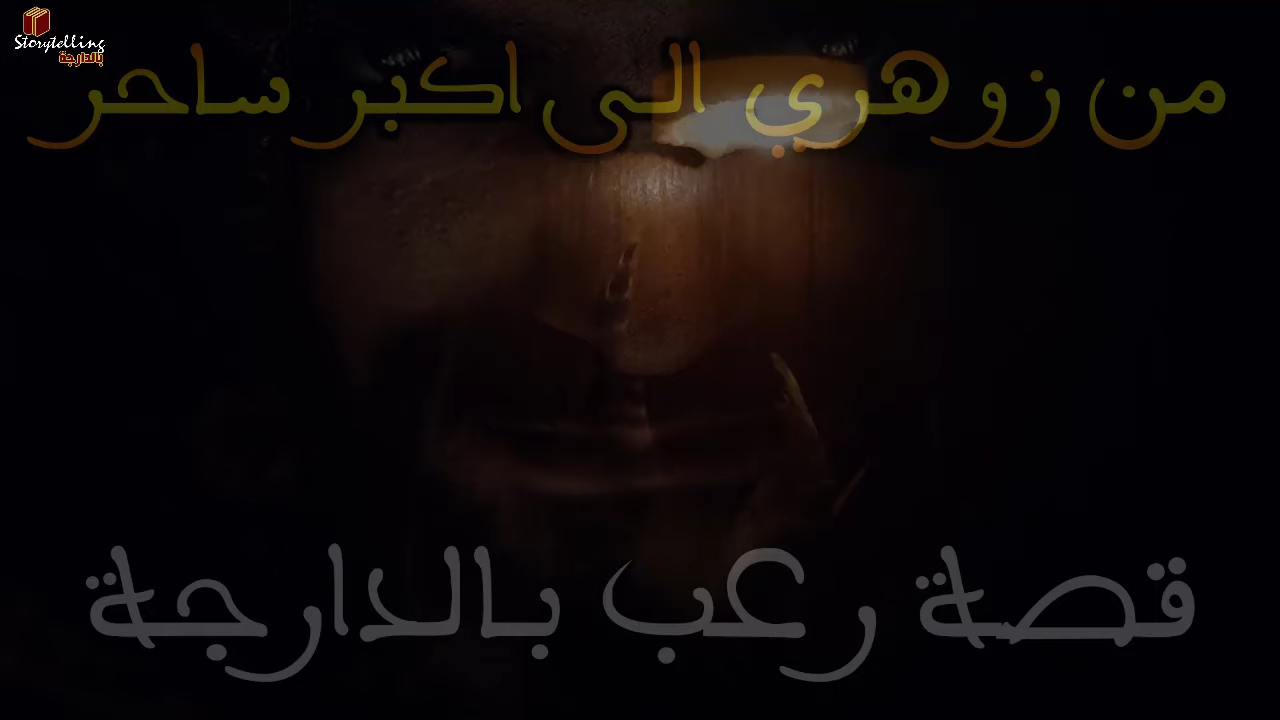 Storytelling
بالدارجة
من زوهري الى اكبر ساحر
قصة رعب بالدارجة